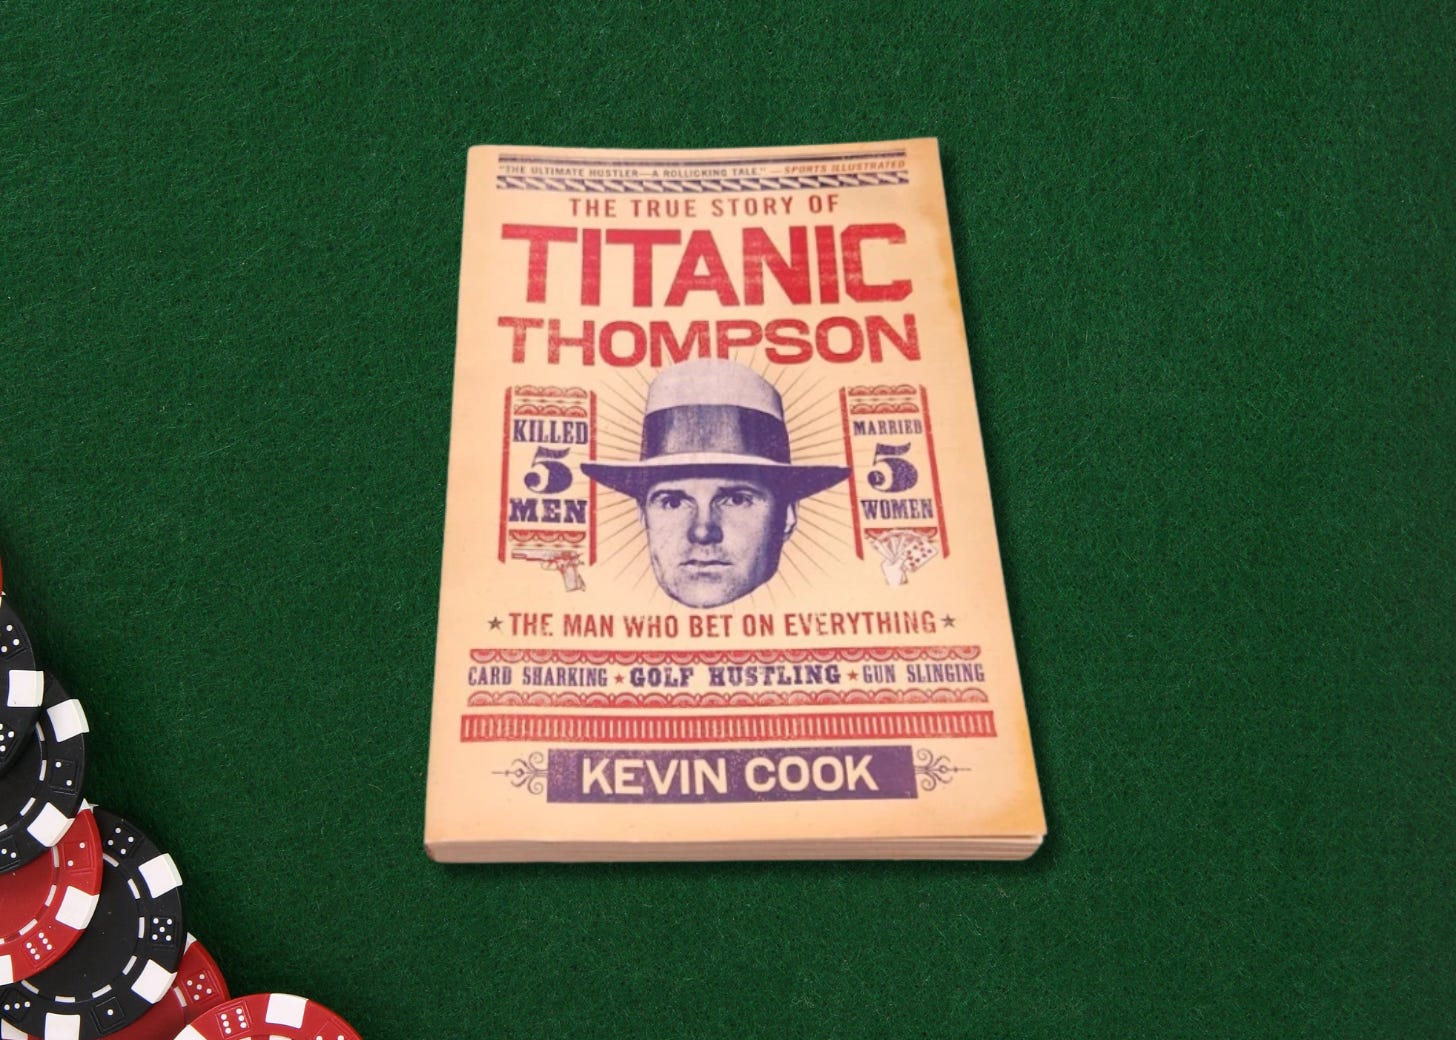 "THE ULTIMATE HUSTLER—A ROLLICKING TALE." —SPORTS ILLUSTRATED
THE TRUE STORY OF
TITANIC
THOMPSON
KILLED
5
MEN
MARRIED
5
WOMEN
★ THE MAN WHO BET ON EVERYTHING ★
CARD SHARKING ★ GOLF HUSTLING ★ GUN SLINGING
KEVIN COOK